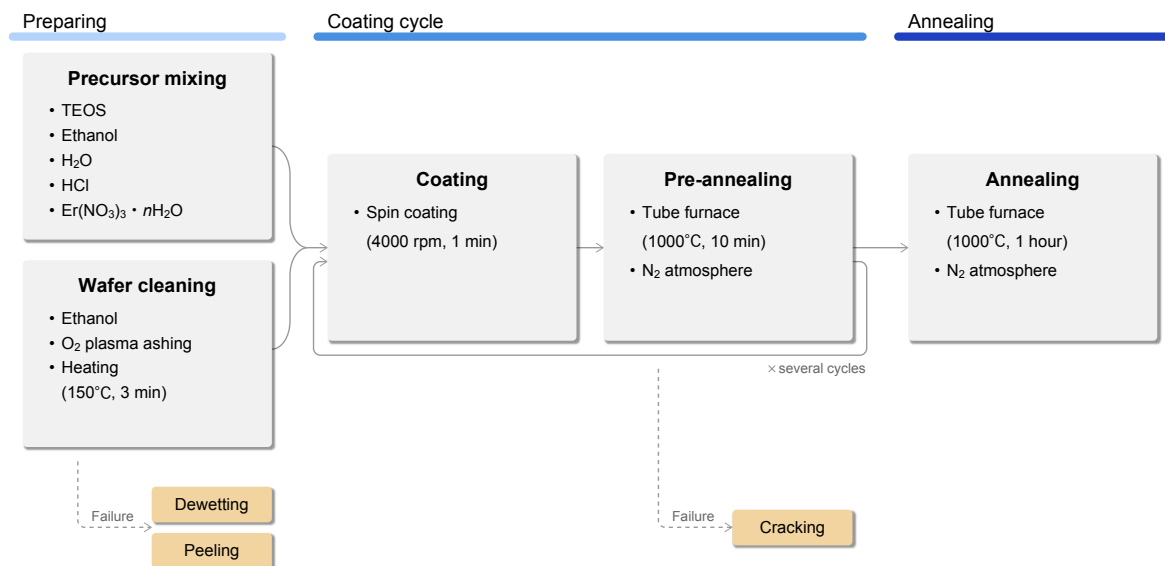 Preparing
Coating cycle
Annealing
Precursor mixing
• TEOS
• Ethanol
• H₂O
• HCl
• Er(NO₃)₃・nH₂O
Wafer cleaning
• Ethanol
• O₂ plasma ashing
• Heating
(150℃, 3 min)
Coating
• Spin coating
(4000 rpm, 1 min)
Pre-annealing
• Tube furnace
(1000℃, 10 min)
• N₂ atmosphere
Annealing
• Tube furnace
(1000℃, 1 hour)
• N₂ atmosphere
×several cycles
Failure
Dewetting
Peeling
Failure
Cracking